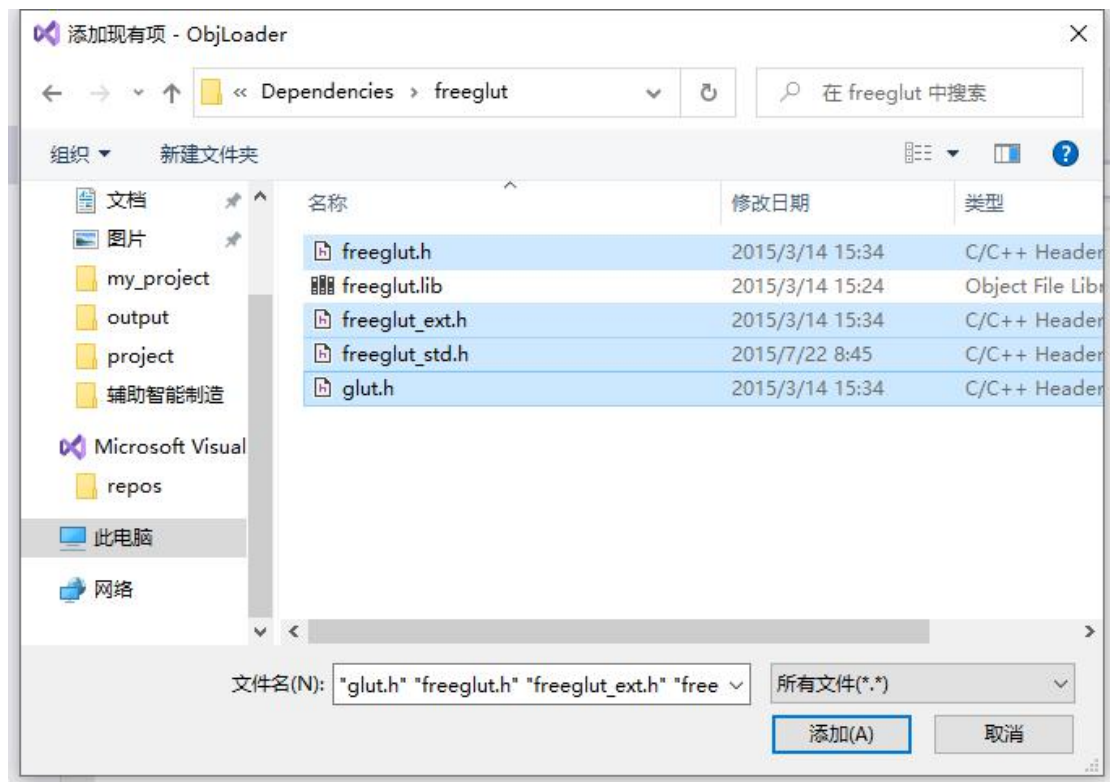 添加现有项 - ObjLoader
« Dependencies › freeglut
在 freeglut 中搜索
组织
新建文件夹
?
文档
图片
my_project
output
project
辅助智能制造
Microsoft Visual
repos
此电脑
网络
名称 修改日期 类型
freeglut.h 2015/3/14 15:34 C/C++ Header
freeglut.lib 2015/3/14 15:24 Object File Libr
freeglut_ext.h 2015/3/14 15:34 C/C++ Header
freeglut_std.h 2015/7/22 8:45 C/C++ Header
glut.h 2015/3/14 15:34 C/C++ Header
文件名(N): "glut.h" "freeglut.h" "freeglut_ext.h" "free
所有文件(*.*)
添加(A)
取消